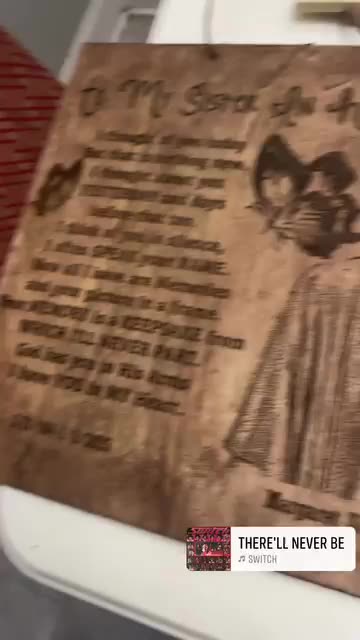 To My Sister An
I thought of you today
But that is nothing new
I thought about you
YESTERDAY and days
before that too,
I think of you in silence,
I often SPEAK your NAME.
Now all I have are Memories
and your picture in a frame.
Your MEMORY is a KEEPSAKE from
WHICH I'LL NEVER PART.
God has you in His Arms
I have YOU in MY Heart.
THERE'LL NEVER BE
SWITCH